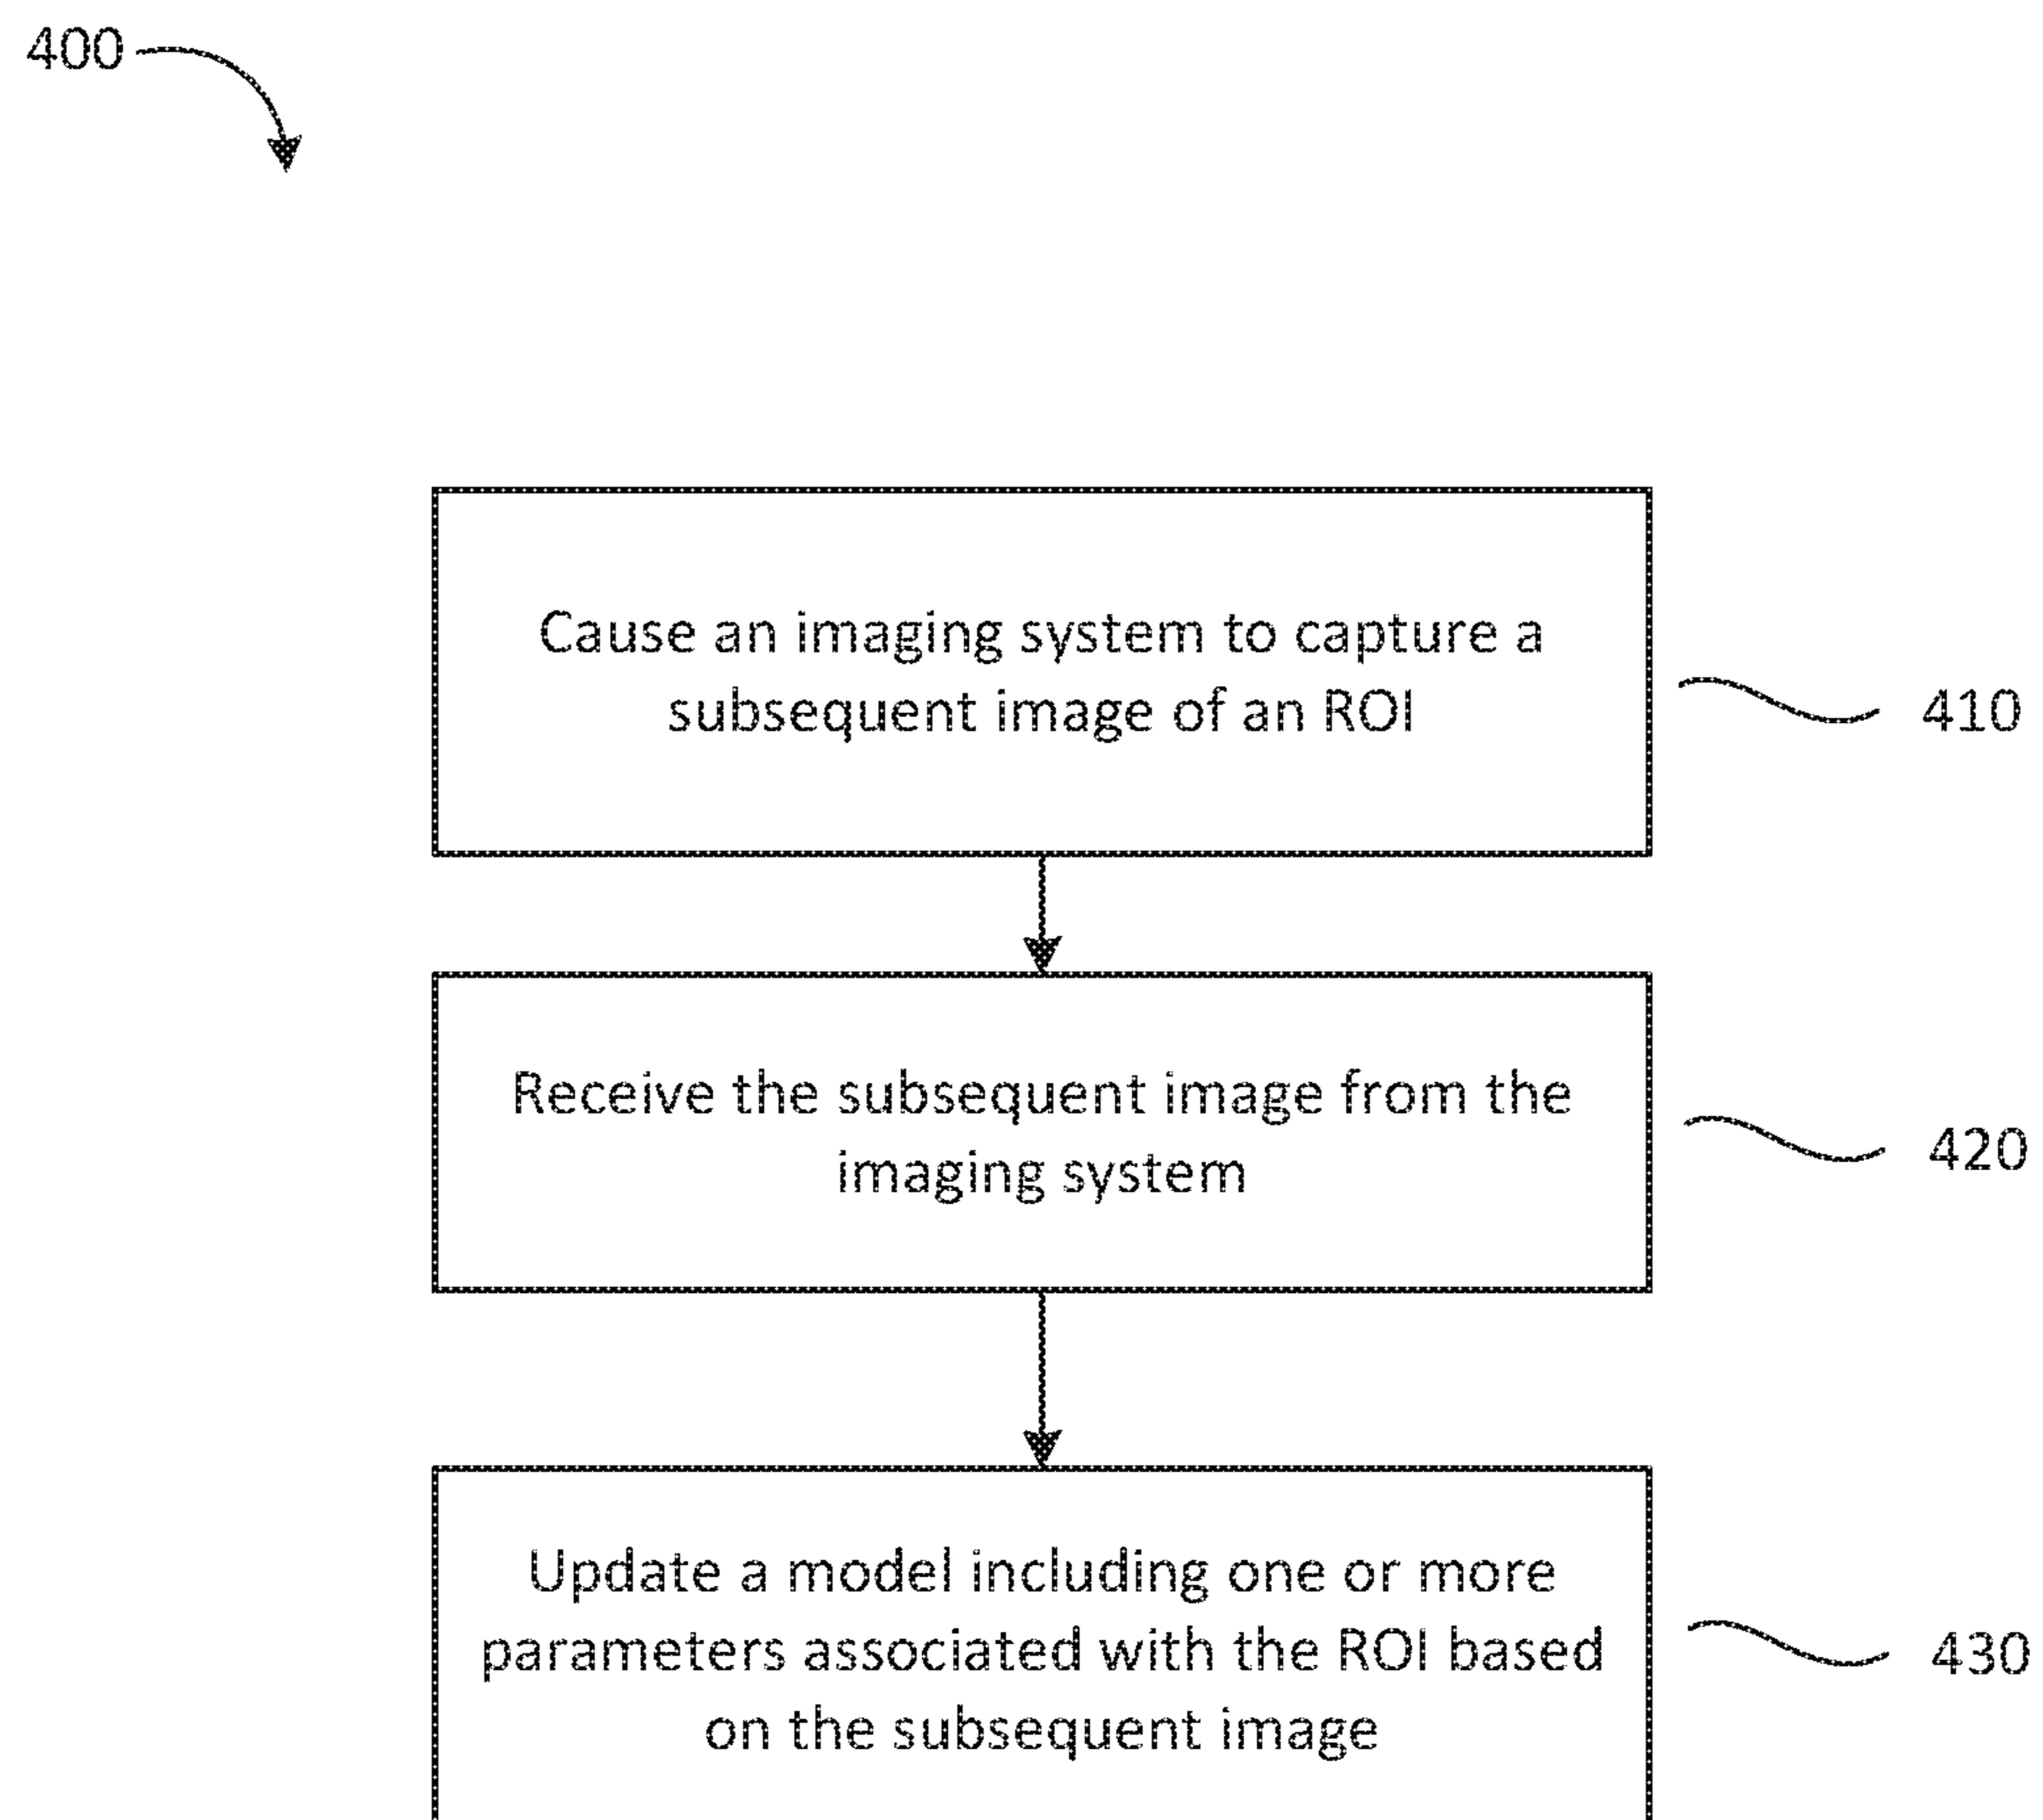 400
Cause an imaging system to capture a
subsequent image of an ROI
410
Receive the subsequent image from the
imaging system
420
Update a model including one or more
parameters associated with the ROI based
on the subsequent image
430